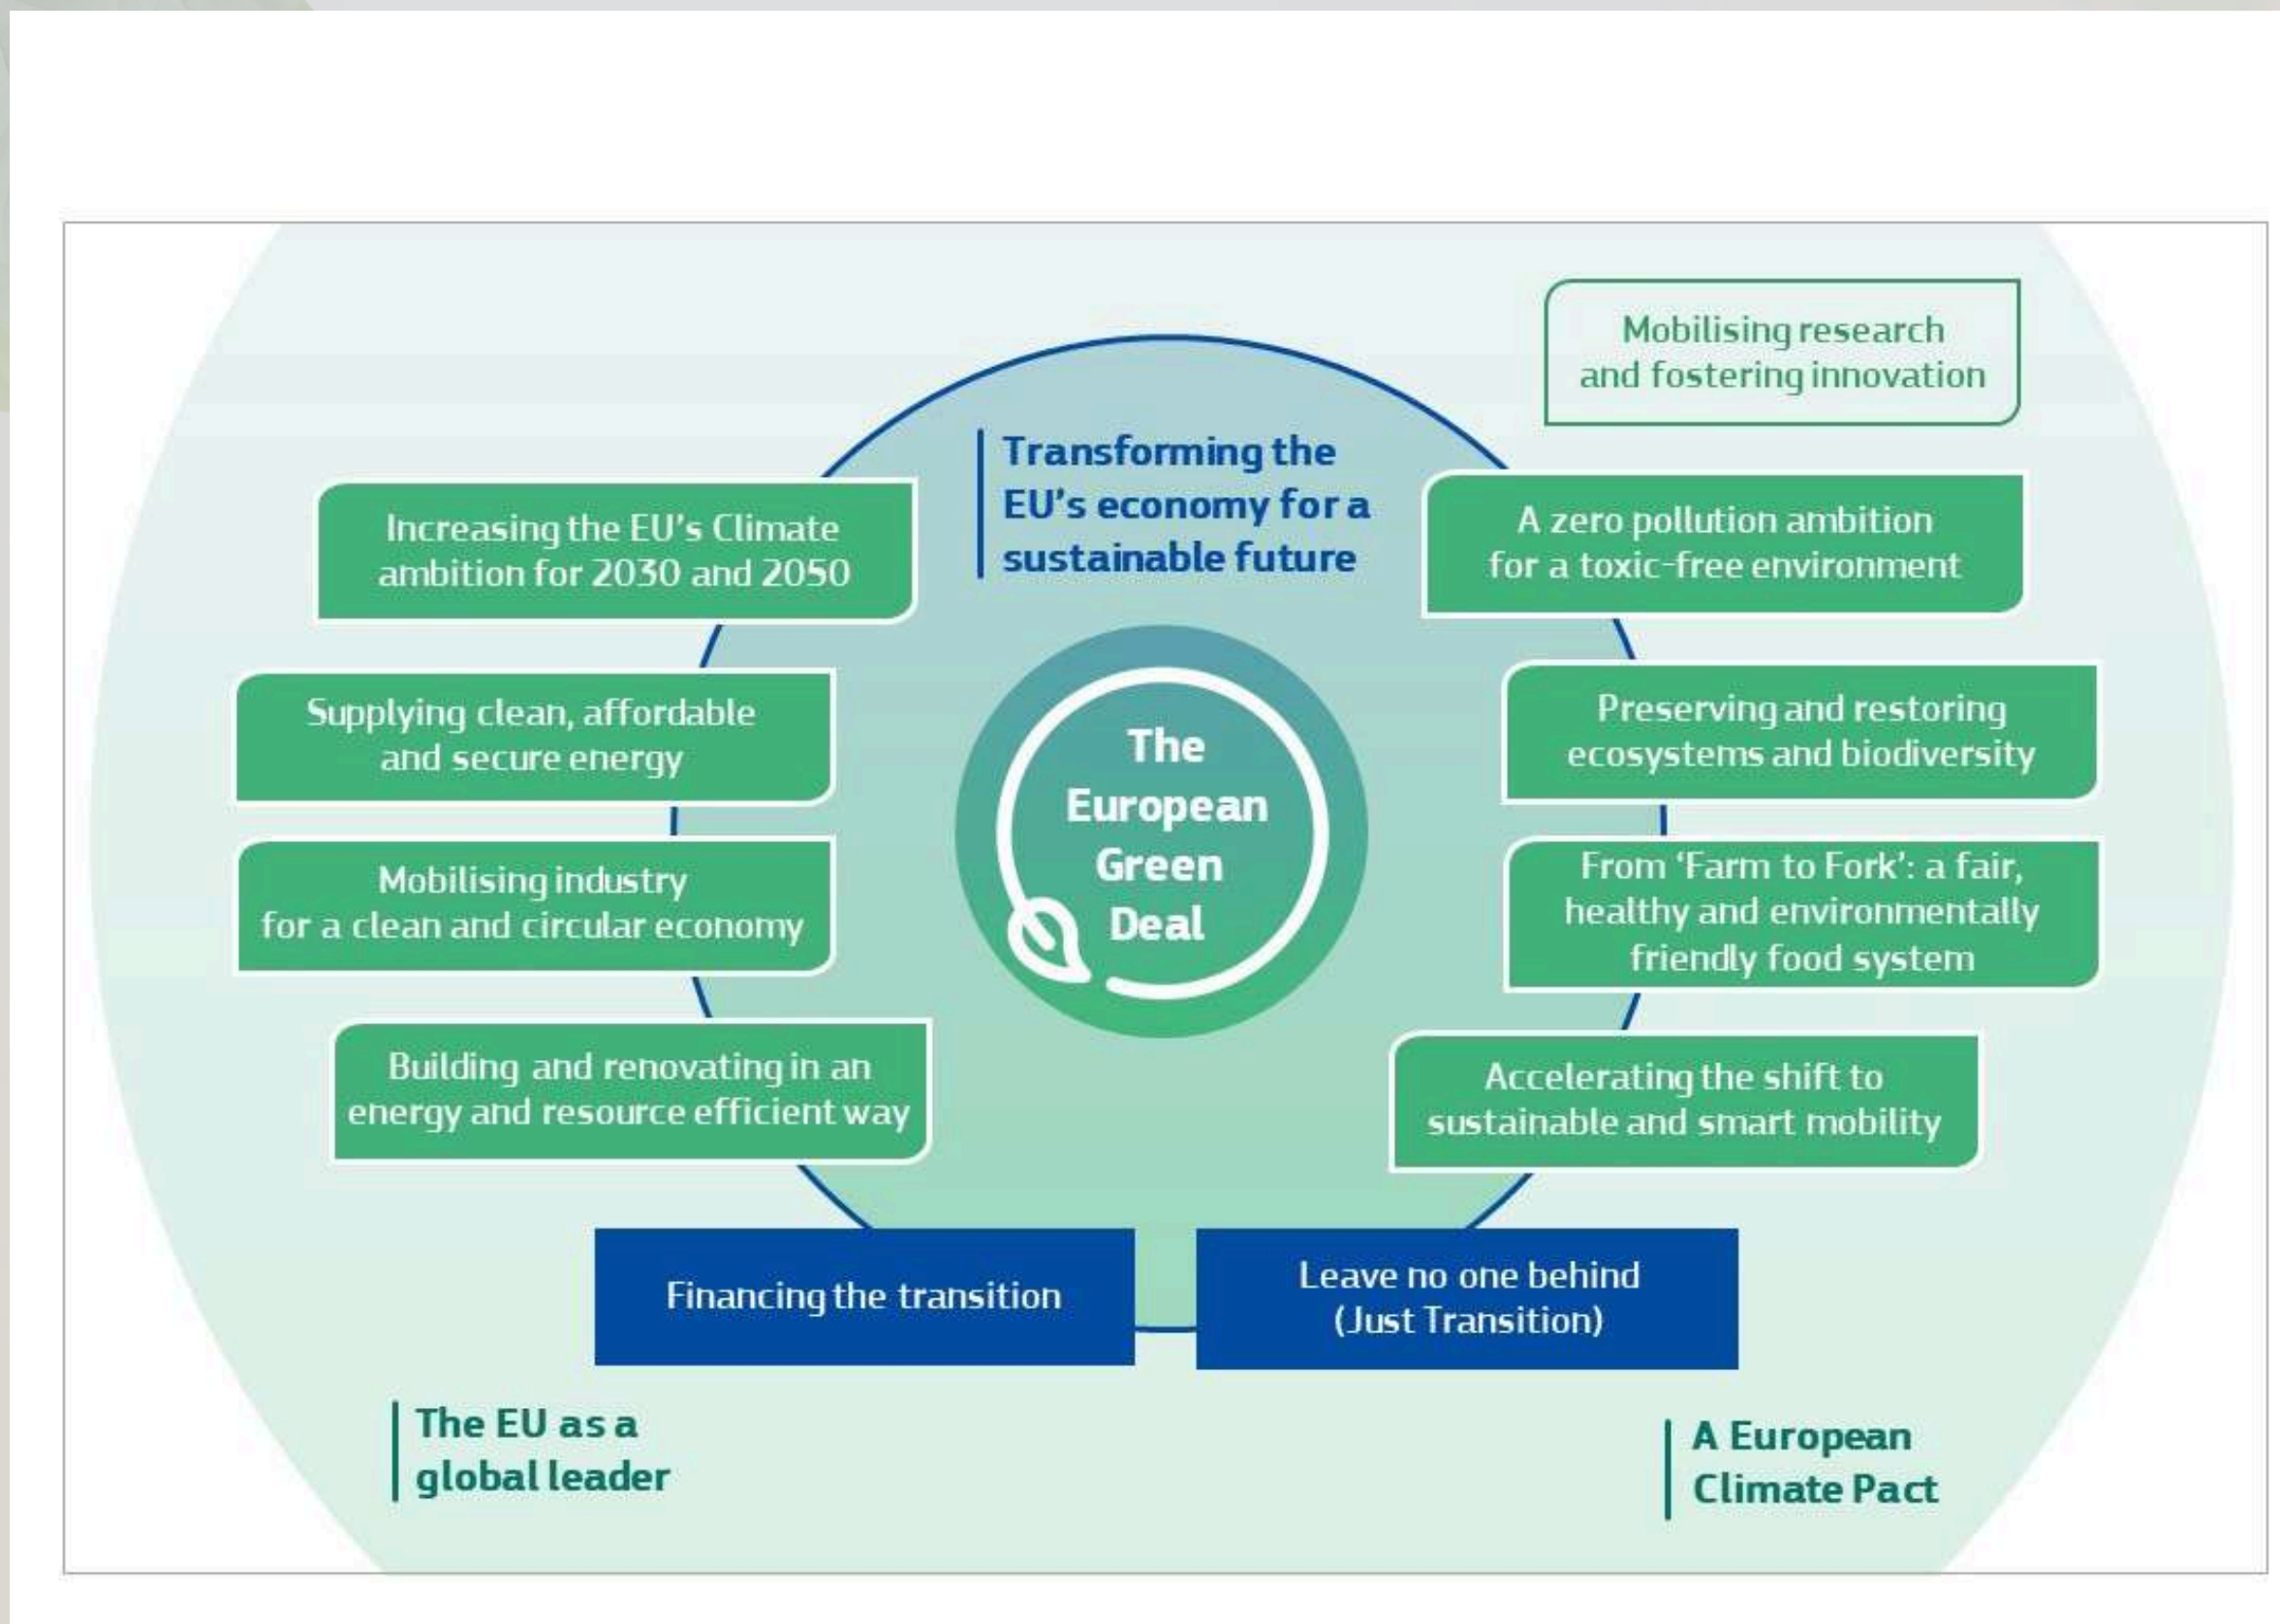 Mobilising research
and fostering innovation
Transforming the
EU's economy for a
sustainable future
Increasing the EU's Climate
ambition for 2030 and 2050
Supplying clean, affordable
and secure energy
Mobilising industry
for a clean and circular economy
Building and renovating in an
energy and resource efficient way
The
European
Green
Deal
A zero pollution ambition
for a toxic-free environment
Preserving and restoring
ecosystems and biodiversity
From ‘Farm to Fork’: a fair,
healthy and environmentally
friendly food system
Accelerating the shift to
sustainable and smart mobility
Financing the transition
Leave no one behind
(Just Transition)
The EU as a
global leader
A European
Climate Pact